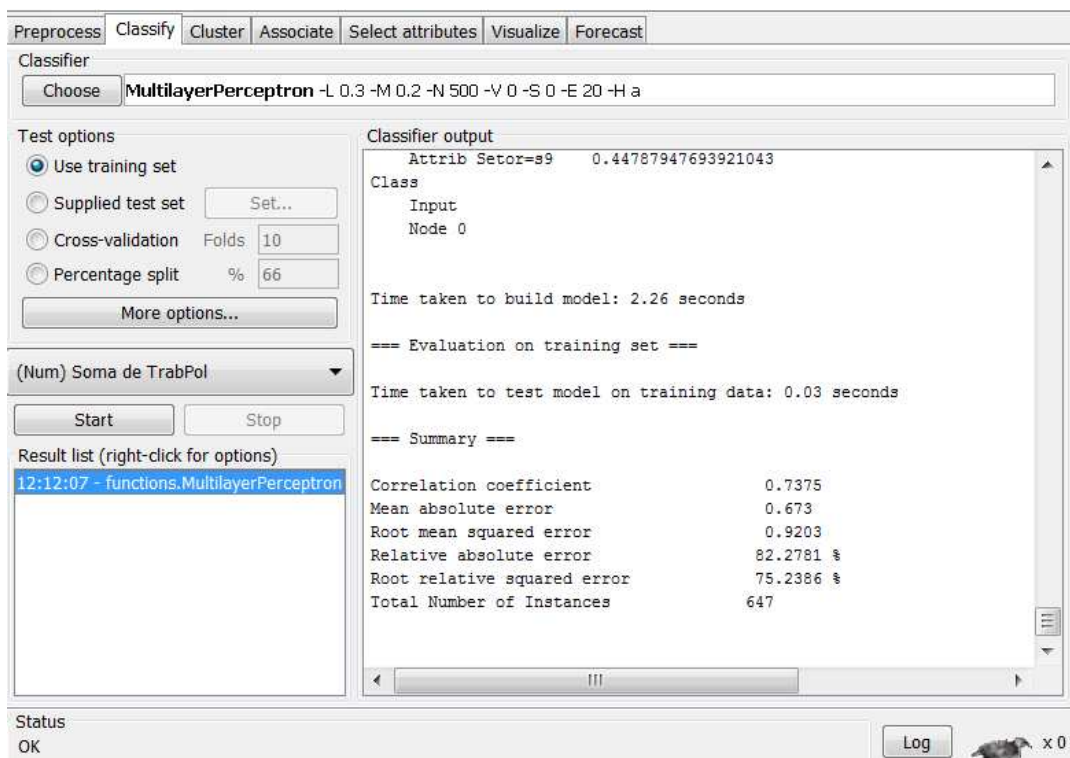 Preprocess Classify Cluster Associate Select attributes Visualize Forecast
Classifier
Choose MultilayerPerceptron -L 0.3 -M 0.2 -N 500 -V 0 -S 0 -E 20 -H a
Test options
Use training set
Supplied test set Set...
Cross-validation Folds 10
Percentage split % 66
More options...
(Num) Soma de TrabPol
Start Stop
Result list (right-click for options)
12:12:07 - functions.MultilayerPerceptron
Classifier output
Attrib Setor=s9 0.44787947693921043
Class
Input
Node 0
Time taken to build model: 2.26 seconds
=== Evaluation on training set ===
Time taken to test model on training data: 0.03 seconds
=== Summary ===
Correlation coefficient 0.7375
Mean absolute error 0.673
Root mean squared error 0.9203
Relative absolute error 82.2781 %
Root relative squared error 75.2386 %
Total Number of Instances 647
Status
OK
Log x 0